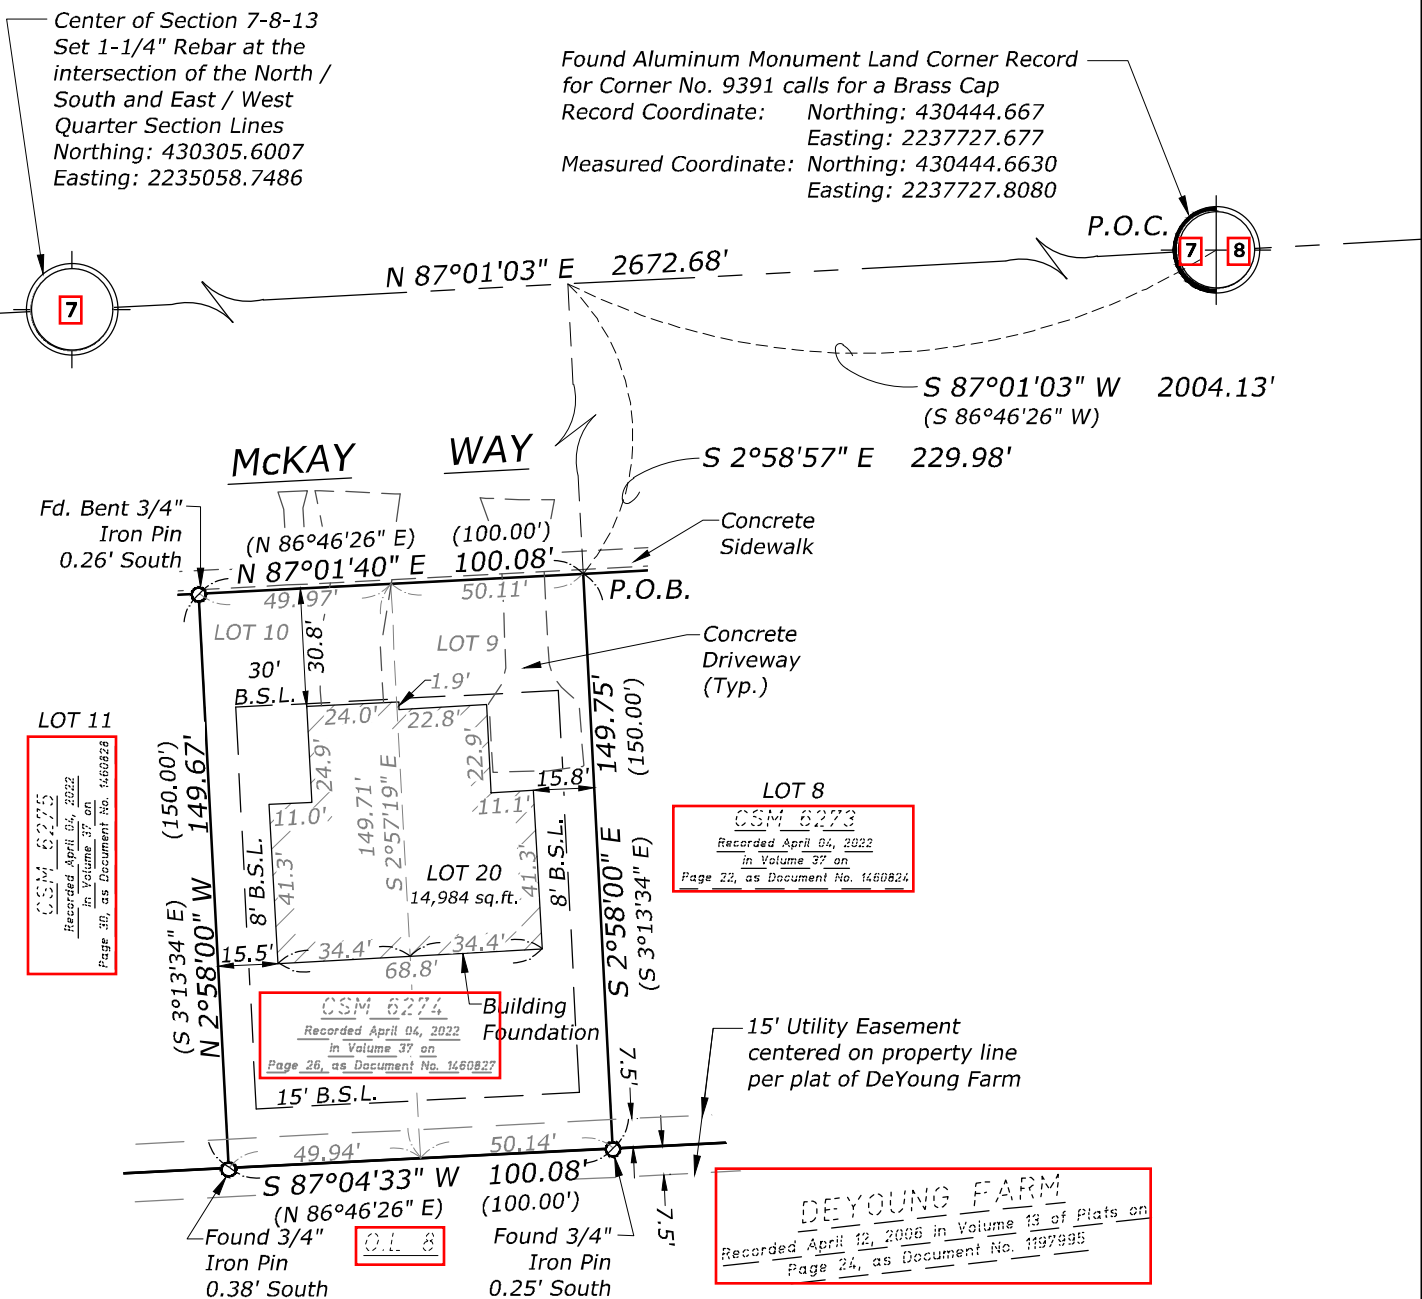 Center of Section 7-8-13
Set 1-1/4" Rebar at the
intersection of the North /
South and East / West
Quarter Section Lines
Northing: 430305.6007
Easting: 2235058.7486
Found Aluminum Monument Land Corner Record
for Corner No. 9391 calls for a Brass Cap
Record Coordinate: Northing: 430444.667
Easting: 2237727.677
Measured Coordinate: Northing: 430444.6630
Easting: 2237727.8080
P.O.C.
7 8
7
N 87°01'03" E 2672.68'
S 87°01'03" W 2004.13'
(S 86°46'26" W)
S 2°58'57" E 229.98'
McKAY WAY
Fd. Bent 3/4"
Iron Pin
0.26' South
(N 86°46'26" E) (100.00')
N 87°01'40" E 100.08'
Concrete
Sidewalk
49.97' 50.11'
P.O.B.
LOT 10
30.8'
LOT 9
Concrete
Driveway
(Typ.)
30'
B.S.L.
1.9'
24.0' 22.8'
24.9'
22.9'
149.71'
S 2°57'19" E
11.0'
11.1'
15.8'
149.75'
(150.00')
(150.00')
149.67'
LOT 11
CSM 6275
Recorded April 04, 2022
in Volume 37 on
Page 30, as Document No. 1460828
LOT 8
CSM 6273
Recorded April 04, 2022
in Volume 37 on
Page 22, as Document No. 1460824
41.3'
41.3'
LOT 20
14,984 sq.ft.
8' B.S.L.
8' B.S.L.
S 2°58'00" E
(S 3°13'34" E)
(S 3°13'34" E)
N 2°58'00" W
15.5'
34.4' 34.4'
68.8'
CSM 6274
Recorded April 04, 2022
in Volume 37 on
Page 26, as Document No. 1460827
Building
Foundation
15' B.S.L.
15' Utility Easement
centered on property line
per plat of DeYoung Farm
7.5'
7.5'
49.94' 50.14'
S 87°04'33" W 100.08'
(N 86°46'26" E) (100.00')
Found 3/4"
Iron Pin
0.38' South
O.L 8
Found 3/4"
Iron Pin
0.25' South
DEYOUNG FARM
Recorded April 12, 2006 in Volume 13 of Plats on
Page 24, as Document No. 1197995